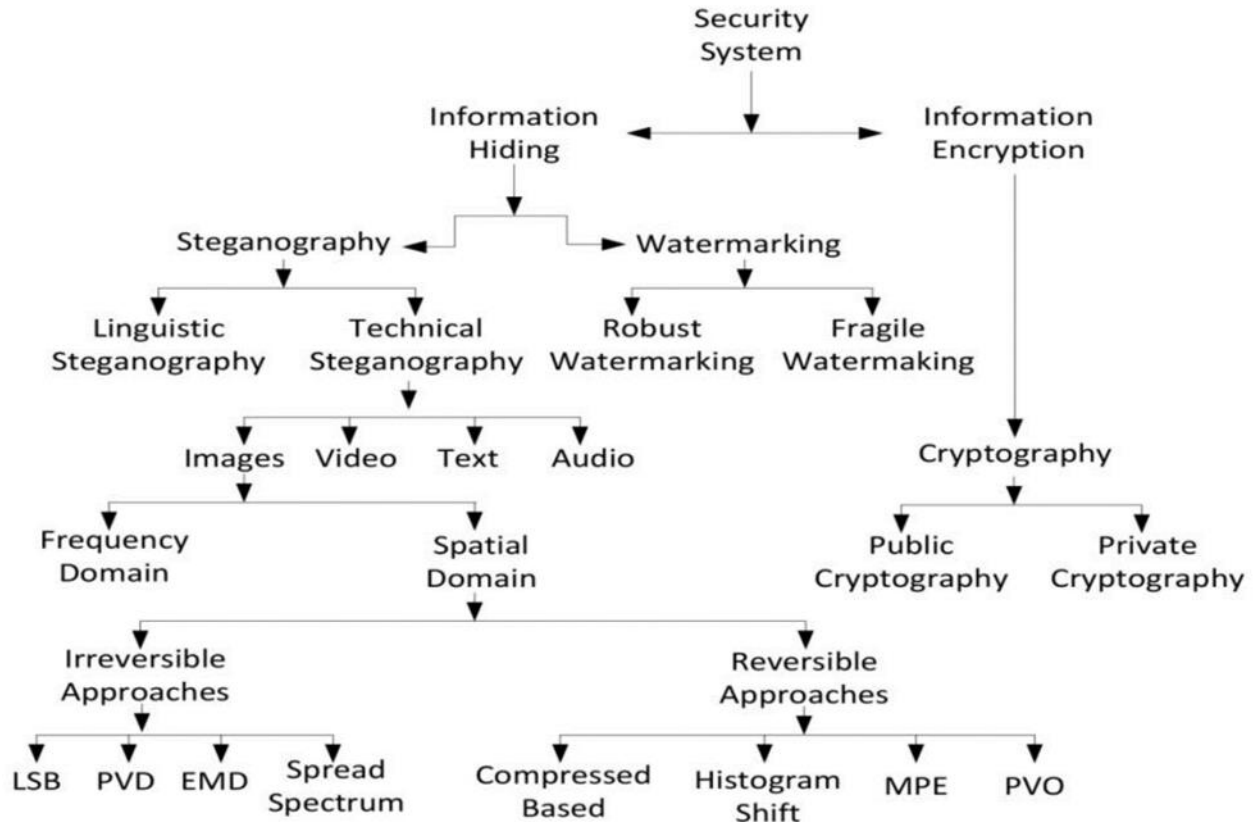 Security
System
Information
Hiding
Information
Encryption
Steganography
Watermarking
Linguistic
Steganography
Technical
Steganography
Robust
Watermarking
Fragile
Watermaking
Images
Video
Text
Audio
Cryptography
Frequency
Domain
Spatial
Domain
Public
Cryptography
Private
Cryptography
Irreversible
Approaches
Reversible
Approaches
LSB
PVD
EMD
Spread
Spectrum
Compressed
Based
Histogram
Shift
MPE
PVO